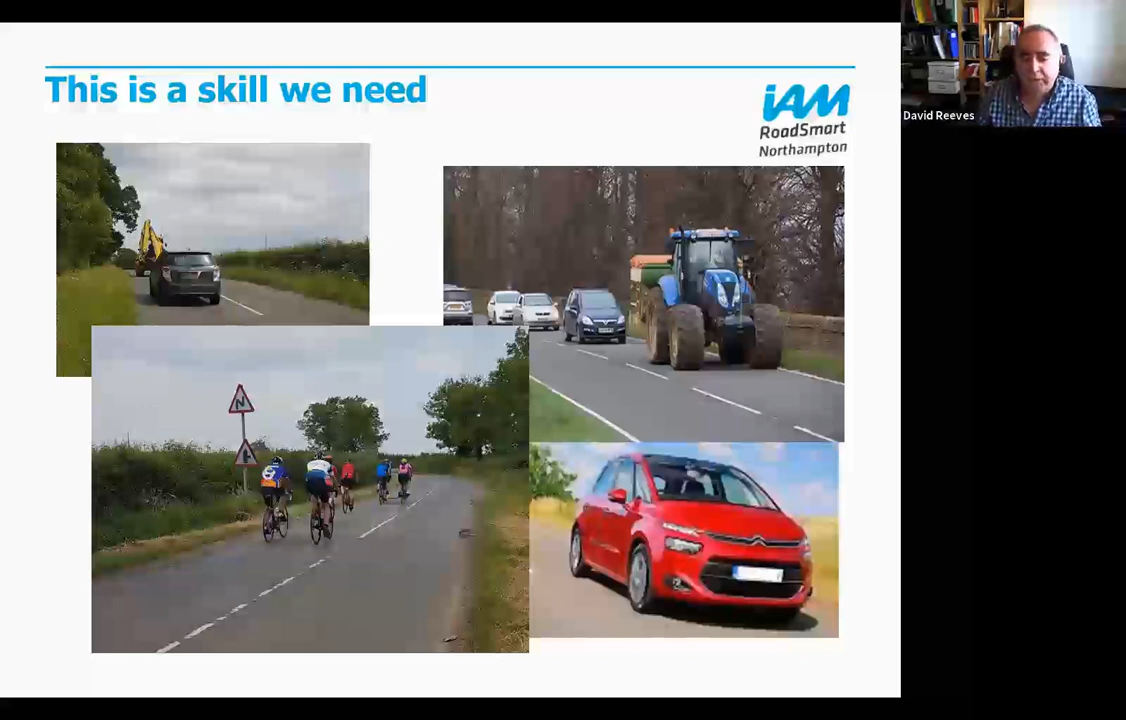 This is a skill we need
iAM
RoadSmart
Northampton
David Reeves